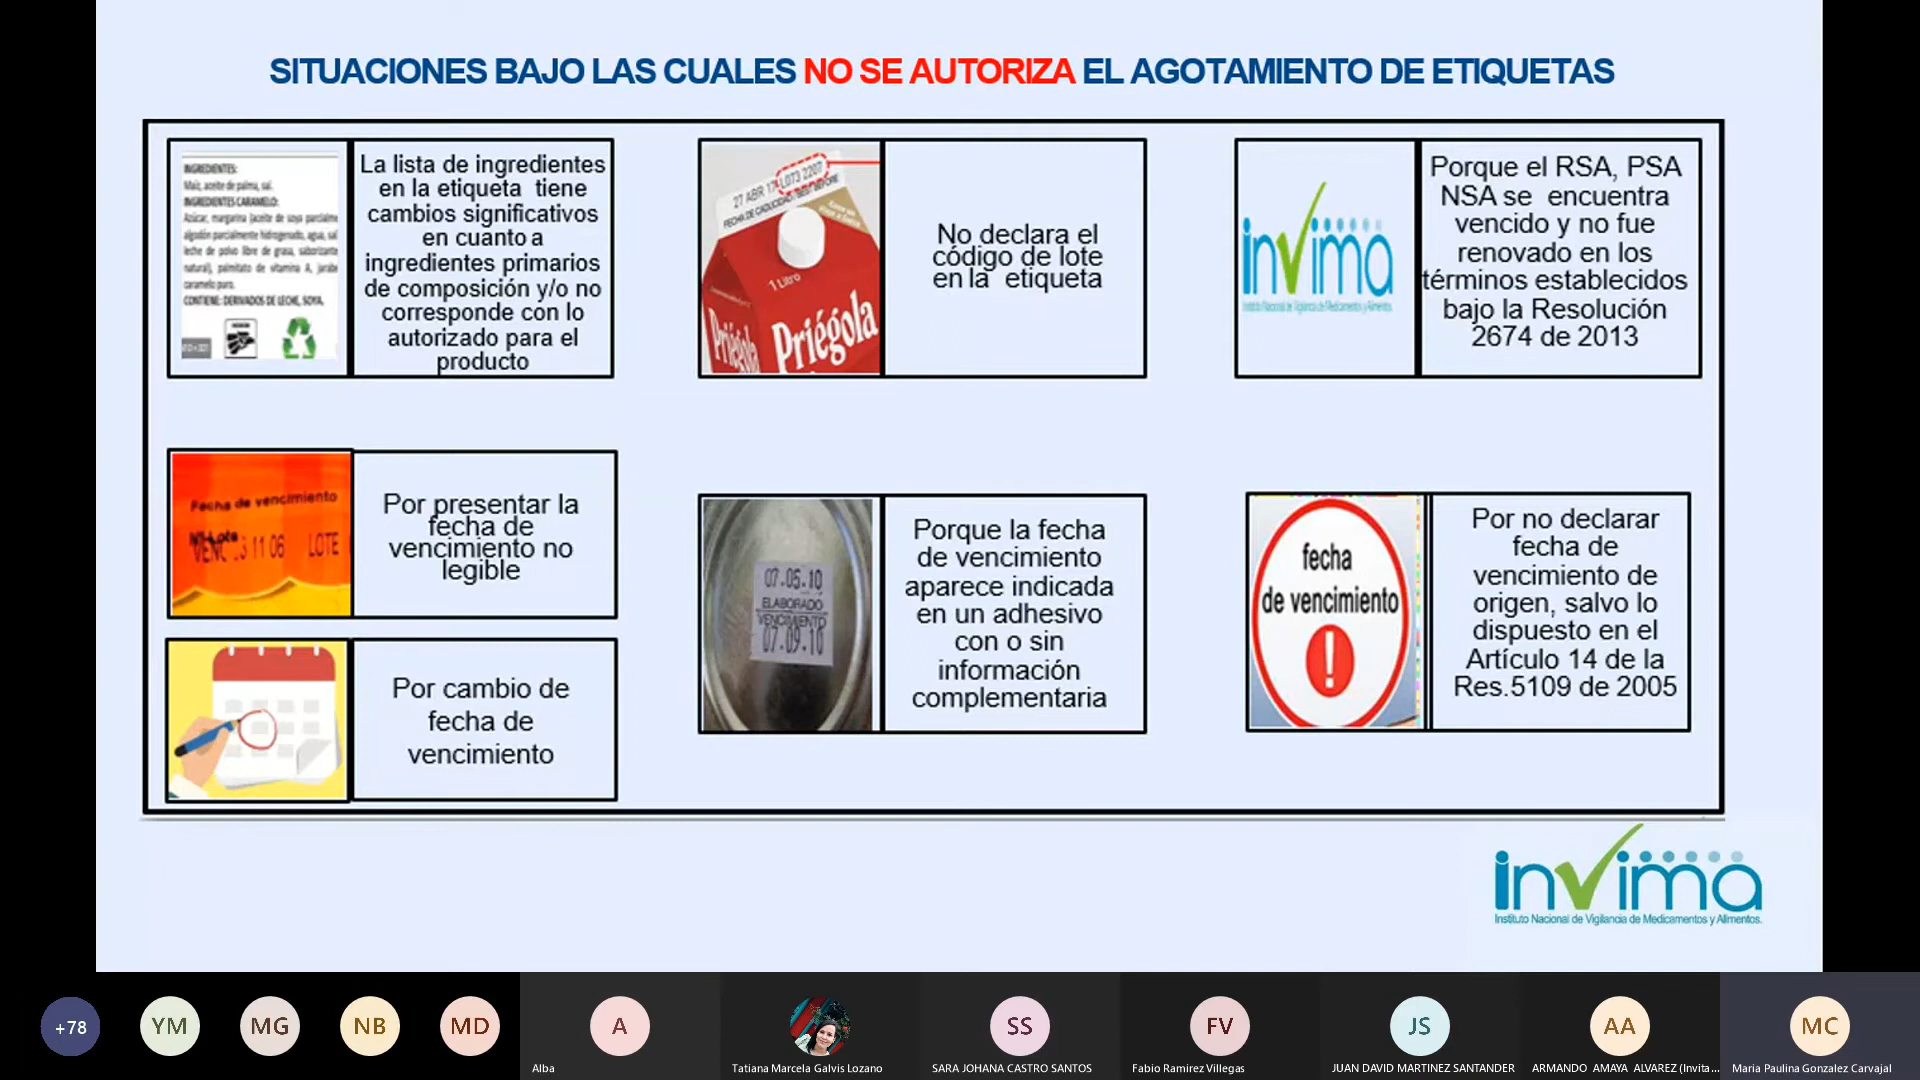 SITUACIONES BAJO LAS CUALES NO SE AUTORIZA EL AGOTAMIENTO DE ETIQUETAS
INGREDIENTES:
Maíz, aceite de palma, sal.
INGREDIENTES CARAMELO:
Azúcar, margarina (aceite de soya parcialme
algodón parcialmente hidrogenado, agua, sal
leche de polvo libre de grasa, saborizante
natural), palmitato de vitamina A, jarabe
caramelo puro.
CONTIENE: DERIVADOS DE LECHE, SOYA.
La lista de ingredientes
en la etiqueta tiene
cambios significativos
en cuanto a
ingredientes primarios
de composición y/o no
corresponde con lo
autorizado para el
producto
27 ABR 17 L073 2207
FECHA DE CADUCIDAD / BEST BEFORE
1 Litro
Priégola
Priégola
No declara el
código de lote
en la etiqueta
invima
Instituto Nacional de Vigilancia de Medicamentos y Alimentos.
Porque el RSA, PSA
NSA se encuentra
vencido y no fue
renovado en los
términos establecidos
bajo la Resolución
2674 de 2013
Fecha de vencimiento
LOTE
Por presentar la
fecha de
vencimiento no
legible
Por cambio de
fecha de
vencimiento
07.05.10
ELABORADO
VENCIMIENTO
07.09.10
Porque la fecha
de vencimiento
aparece indicada
en un adhesivo
con o sin
información
complementaria
fecha
de vencimiento
!
Por no declarar
fecha de
vencimiento de
origen, salvo lo
dispuesto en el
Artículo 14 de la
Res.5109 de 2005
invima
Instituto Nacional de Vigilancia de Medicamentos y Alimentos.
+78
YM
MG
NB
MD
A
SS
FV
JS
AA
MC
Alba
Tatiana Marcela Galvis Lozano
SARA JOHANA CASTRO SANTOS
Fabio Ramirez Villegas
JUAN DAVID MARTINEZ SANTANDER
ARMANDO AMAYA ALVAREZ (Invita...
Maria Paulina Gonzalez Carvajal